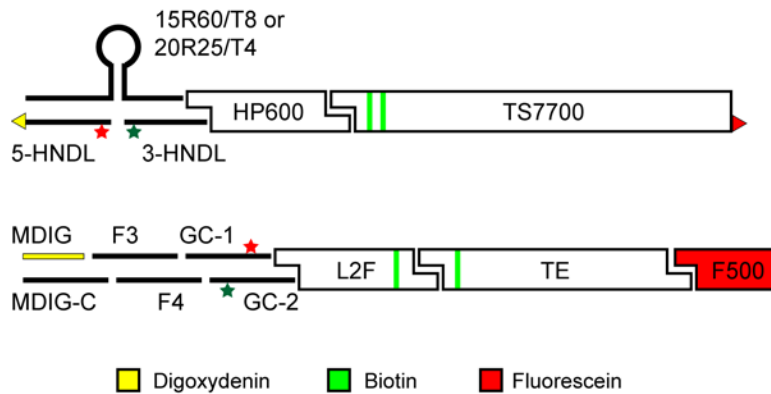 15R60/T8 or
20R25/T4
HP600
TS7700
5-HNDL
3-HNDL
MDIG
F3
GC-1
L2F
TE
F500
MDIG-C
F4
GC-2
Digoxydenin
Biotin
Fluorescein